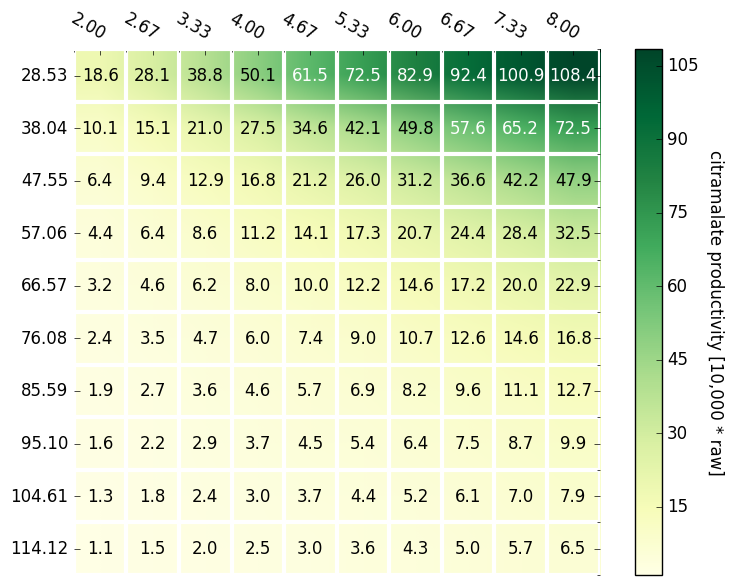 2.00 2.67 3.33 4.00 4.67 5.33 6.00 6.67 7.33 8.00
28.53 18.6 28.1 38.8 50.1 61.5 72.5 82.9 92.4 100.9 108.4
38.04 10.1 15.1 21.0 27.5 34.6 42.1 49.8 57.6 65.2 72.5
47.55 6.4 9.4 12.9 16.8 21.2 26.0 31.2 36.6 42.2 47.9
57.06 4.4 6.4 8.6 11.2 14.1 17.3 20.7 24.4 28.4 32.5
66.57 3.2 4.6 6.2 8.0 10.0 12.2 14.6 17.2 20.0 22.9
76.08 2.4 3.5 4.7 6.0 7.4 9.0 10.7 12.6 14.6 16.8
85.59 1.9 2.7 3.6 4.6 5.7 6.9 8.2 9.6 11.1 12.7
95.10 1.6 2.2 2.9 3.7 4.5 5.4 6.4 7.5 8.7 9.9
104.61 1.3 1.8 2.4 3.0 3.7 4.4 5.2 6.1 7.0 7.9
114.12 1.1 1.5 2.0 2.5 3.0 3.6 4.3 5.0 5.7 6.5
105
90
75
60
45
30
15
citramalate productivity [10,000 * raw]